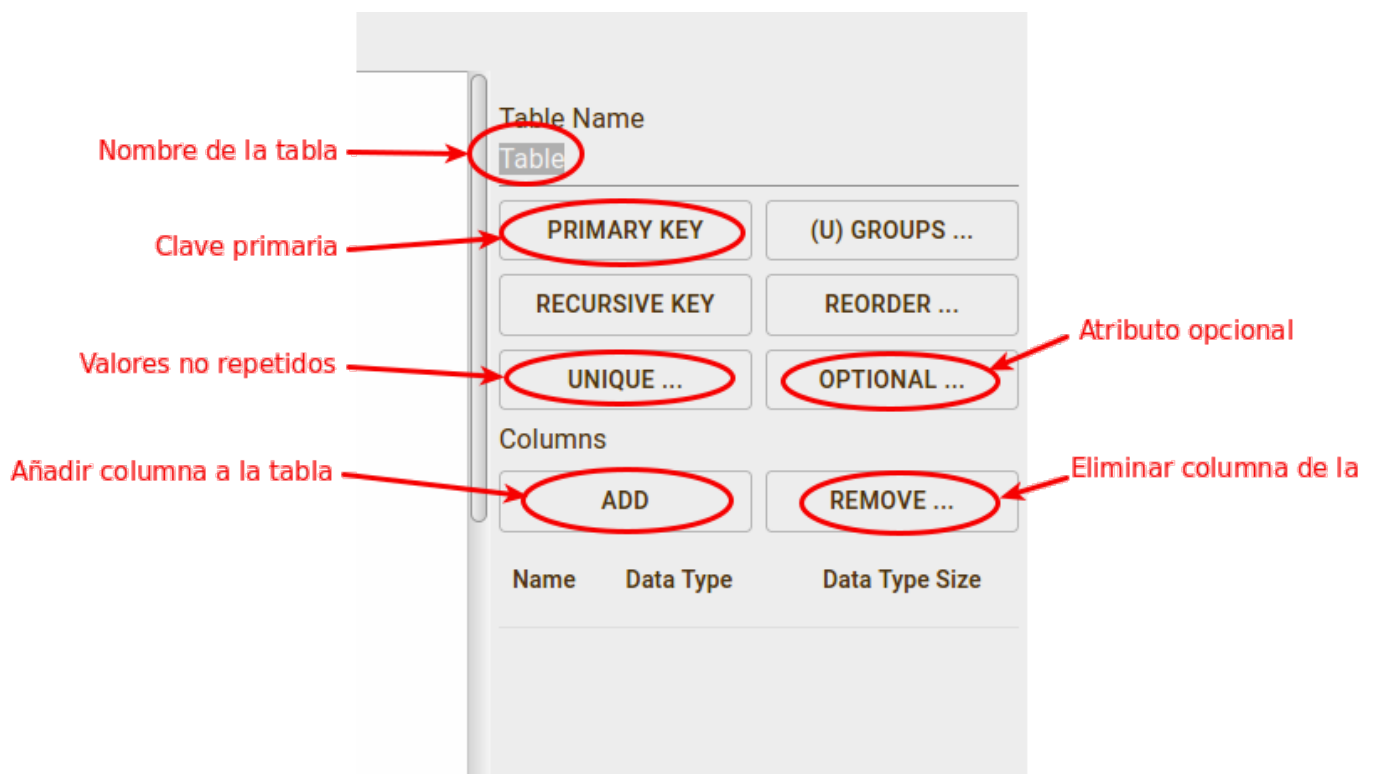 Table Name
Nombre de la tabla
Table
Clave primaria
PRIMARY KEY
(U) GROUPS ...
RECURSIVE KEY
REORDER ...
Atributo opcional
Valores no repetidos
UNIQUE ...
OPTIONAL ...
Columns
Añadir columna a la tabla
ADD
REMOVE ...
Eliminar columna de la
Name
Data Type
Data Type Size